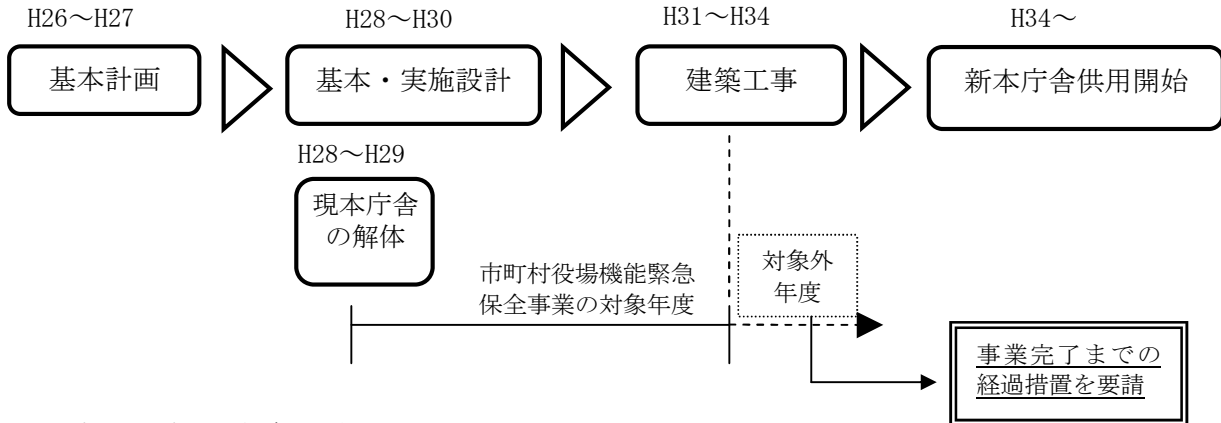 H26～H27
H28～H30
H31～H34
H34～
基本計画
基本・実施設計
建築工事
新本庁舎供用開始
H28～H29
現本庁舎
の解体
市町村役場機能緊急
保全事業の対象年度
対象外
年度
事業完了までの
経過措置を要請